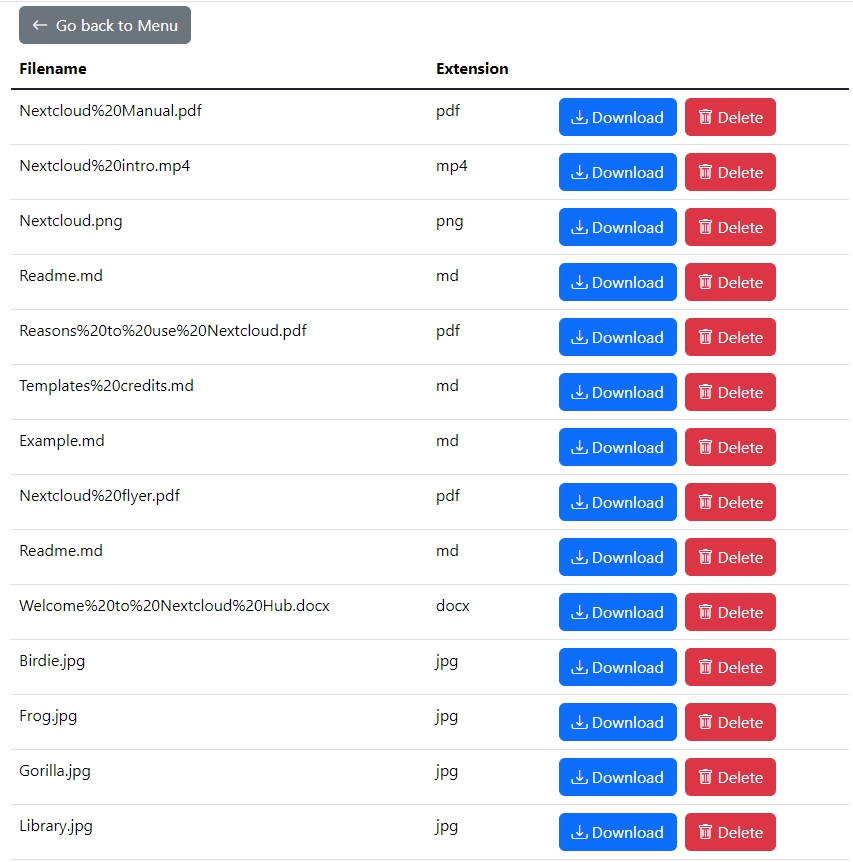 Go back to Menu
Filename Extension
Nextcloud%20Manual.pdf pdf Download Delete
Nextcloud%20intro.mp4 mp4 Download Delete
Nextcloud.png png Download Delete
Readme.md md Download Delete
Reasons%20to%20use%20Nextcloud.pdf pdf Download Delete
Templates%20credits.md md Download Delete
Example.md md Download Delete
Nextcloud%20flyer.pdf pdf Download Delete
Readme.md md Download Delete
Welcome%20to%20Nextcloud%20Hub.docx docx Download Delete
Birdie.jpg jpg Download Delete
Frog.jpg jpg Download Delete
Gorilla.jpg jpg Download Delete
Library.jpg jpg Download Delete